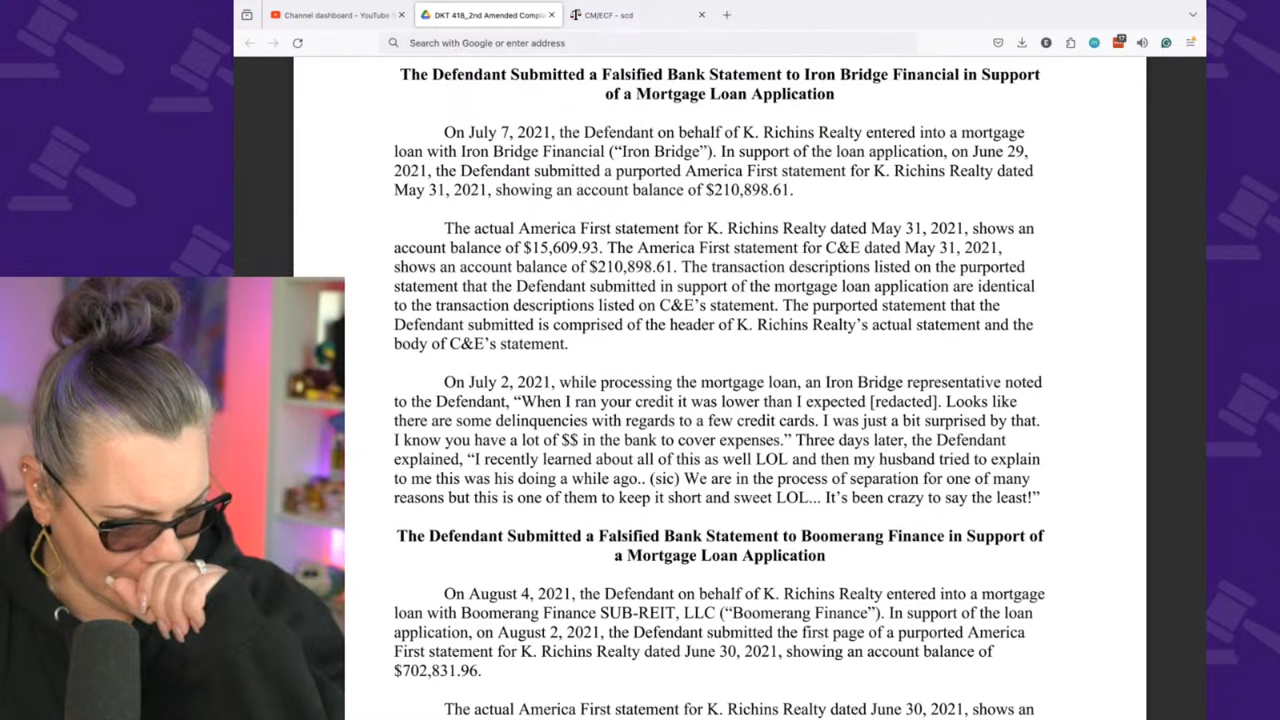 Channel dashboard - YouTube
DKT 418_2nd Amended Compl
CM/ECF - scd
Search with Google or enter address
The Defendant Submitted a Falsified Bank Statement to Iron Bridge Financial in Support
of a Mortgage Loan Application
On July 7, 2021, the Defendant on behalf of K. Richins Realty entered into a mortgage
loan with Iron Bridge Financial (“Iron Bridge”). In support of the loan application, on June 29,
2021, the Defendant submitted a purported America First statement for K. Richins Realty dated
May 31, 2021, showing an account balance of $210,898.61.
The actual America First statement for K. Richins Realty dated May 31, 2021, shows an
account balance of $15,609.93. The America First statement for C&E dated May 31, 2021,
shows an account balance of $210,898.61. The transaction descriptions listed on the purported
statement that the Defendant submitted in support of the mortgage loan application are identical
to the transaction descriptions listed on C&E’s statement. The purported statement that the
Defendant submitted is comprised of the header of K. Richins Realty’s actual statement and the
body of C&E’s statement.
On July 2, 2021, while processing the mortgage loan, an Iron Bridge representative noted
to the Defendant, “When I ran your credit it was lower than I expected [redacted]. Looks like
there are some delinquencies with regards to a few credit cards. I was just a bit surprised by that.
I know you have a lot of $$ in the bank to cover expenses.” Three days later, the Defendant
explained, “I recently learned about all of this as well LOL and then my husband tried to explain
to me this was his doing a while ago.. (sic) We are in the process of separation for one of many
reasons but this is one of them to keep it short and sweet LOL... It’s been crazy to say the least!”
The Defendant Submitted a Falsified Bank Statement to Boomerang Finance in Support of
a Mortgage Loan Application
On August 4, 2021, the Defendant on behalf of K. Richins Realty entered into a mortgage
loan with Boomerang Finance SUB-REIT, LLC (“Boomerang Finance”). In support of the loan
application, on August 2, 2021, the Defendant submitted the first page of a purported America
First statement for K. Richins Realty dated June 30, 2021, showing an account balance of
$702,831.96.
The actual America First statement for K. Richins Realty dated June 30, 2021, shows an